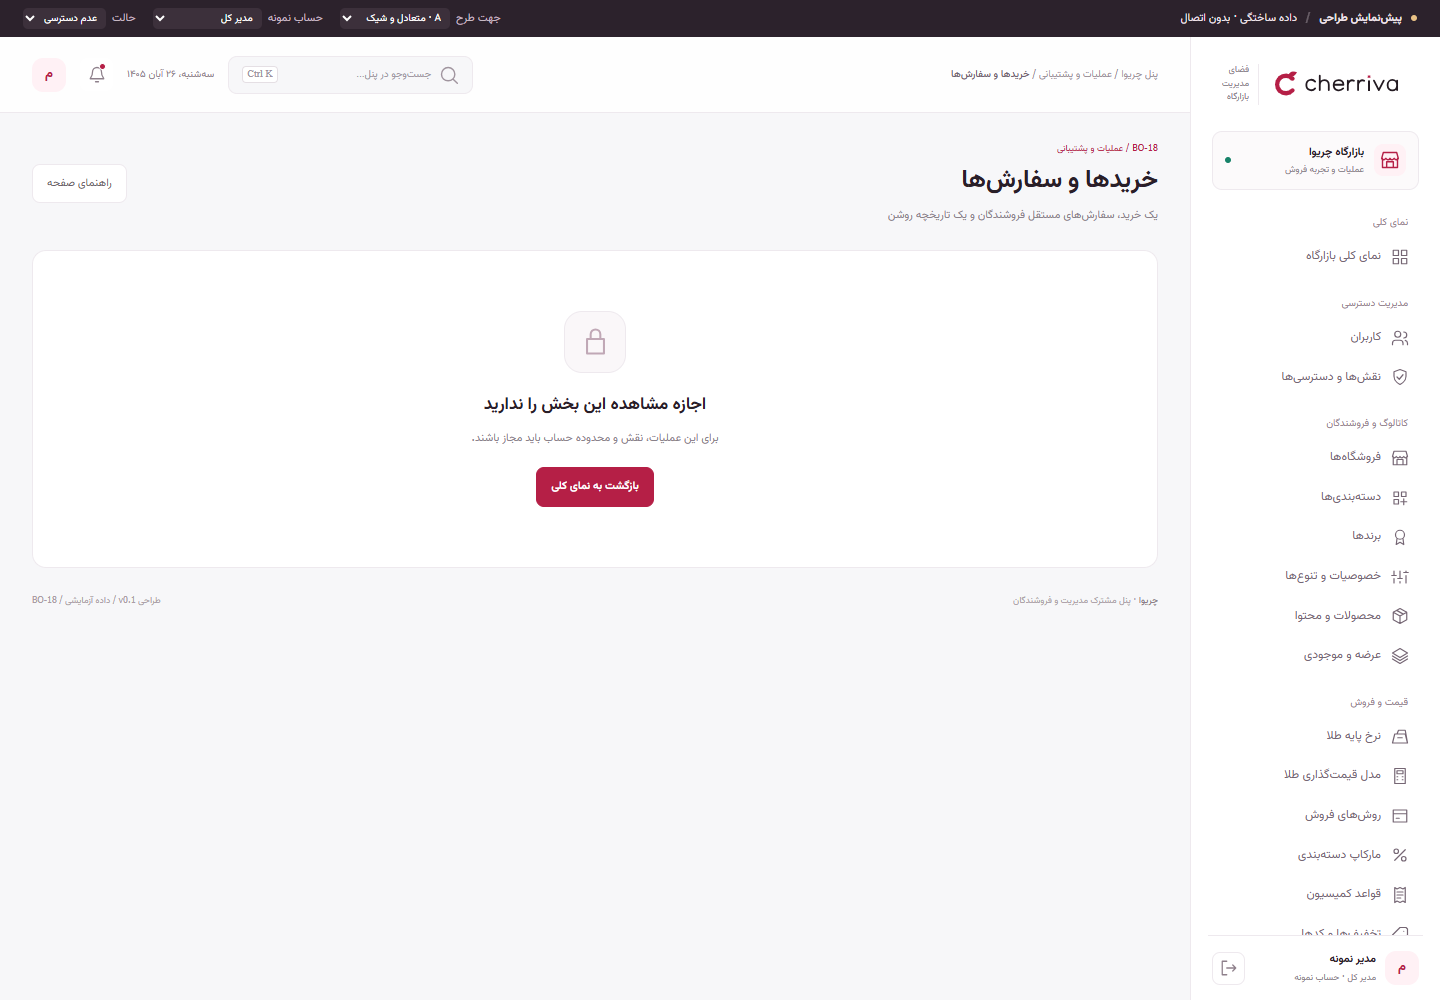 پیش‌نمایش طراحی / داده ساختگی · بدون اتصال
جهت طرح A · متعادل و شیک حساب نمونه مدیر کل حالت عدم دسترسی
cherriva
فضای
مدیریت
بازارگاه
پنل چریوا / عملیات و پشتیبانی / خریدها و سفارش‌ها
جست‌وجو در پنل... Ctrl K
سه‌شنبه، ۲۶ آبان ۱۴۰۵
م
بازارگاه چریوا
عملیات و تجربه فروش
نمای کلی
نمای کلی بازارگاه
مدیریت دسترسی
کاربران
نقش‌ها و دسترسی‌ها
کاتالوگ و فروشندگان
فروشگاه‌ها
دسته‌بندی‌ها
برندها
خصوصیات و تنوع‌ها
محصولات و محتوا
عرضه و موجودی
قیمت و فروش
نرخ پایه طلا
مدل قیمت‌گذاری طلا
روش‌های فروش
مارکاپ دسته‌بندی
قواعد کمیسیون
تخفیف‌ها و کدها
م
مدیر نمونه
مدیر کل · حساب نمونه
BO-18 / عملیات و پشتیبانی
خریدها و سفارش‌ها
یک خرید، سفارش‌های مستقل فروشندگان و یک تاریخچه روشن
راهنمای صفحه
اجازه مشاهده این بخش را ندارید
برای این عملیات، نقش و محدوده حساب باید مجاز باشند.
بازگشت به نمای کلی
چریوا · پنل مشترک مدیریت و فروشندگان
طراحی v0.1 / داده آزمایشی / BO-18